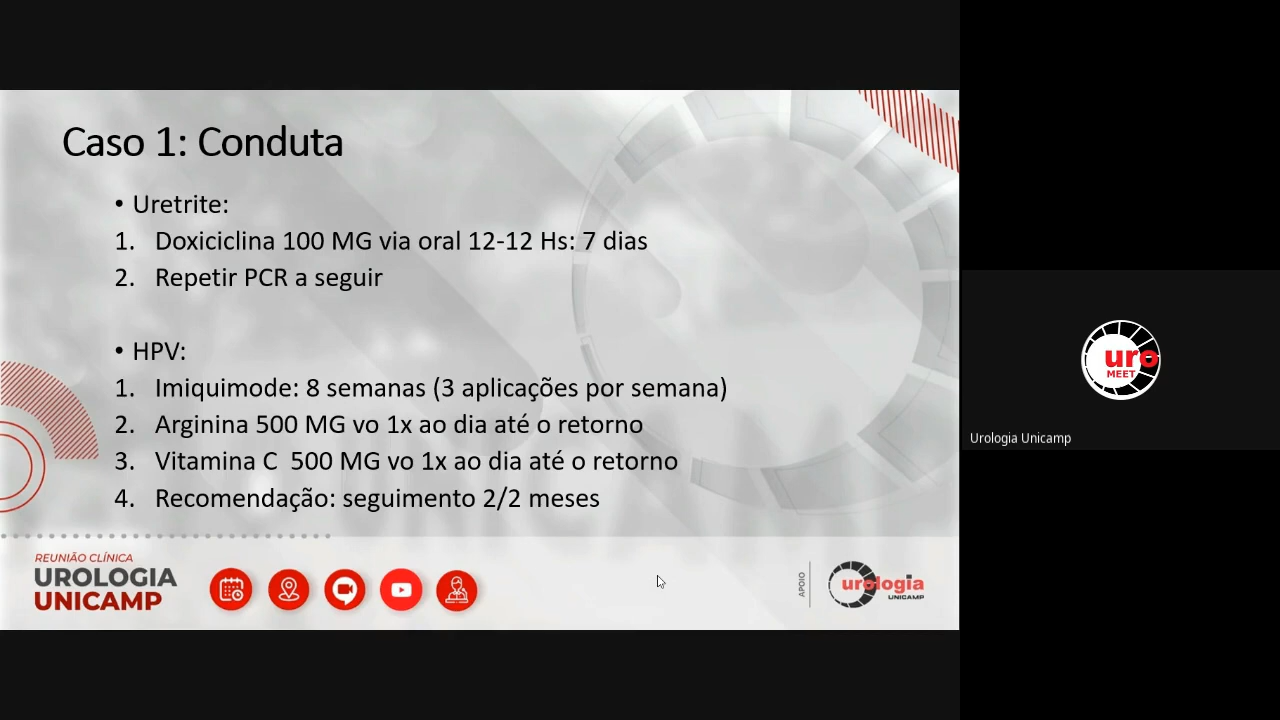 Caso 1: Conduta
• Uretrite:
1. Doxiciclina 100 MG via oral 12-12 Hs: 7 dias
2. Repetir PCR a seguir
• HPV:
1. Imiquimode: 8 semanas (3 aplicações por semana)
2. Arginina 500 MG vo 1x ao dia até o retorno
3. Vitamina C 500 MG vo 1x ao dia até o retorno
4. Recomendação: seguimento 2/2 meses
REUNIÃO CLÍNICA
UROLOGIA
UNICAMP
APOIO
urologia
UNICAMP
uro
MEET
Urologia Unicamp